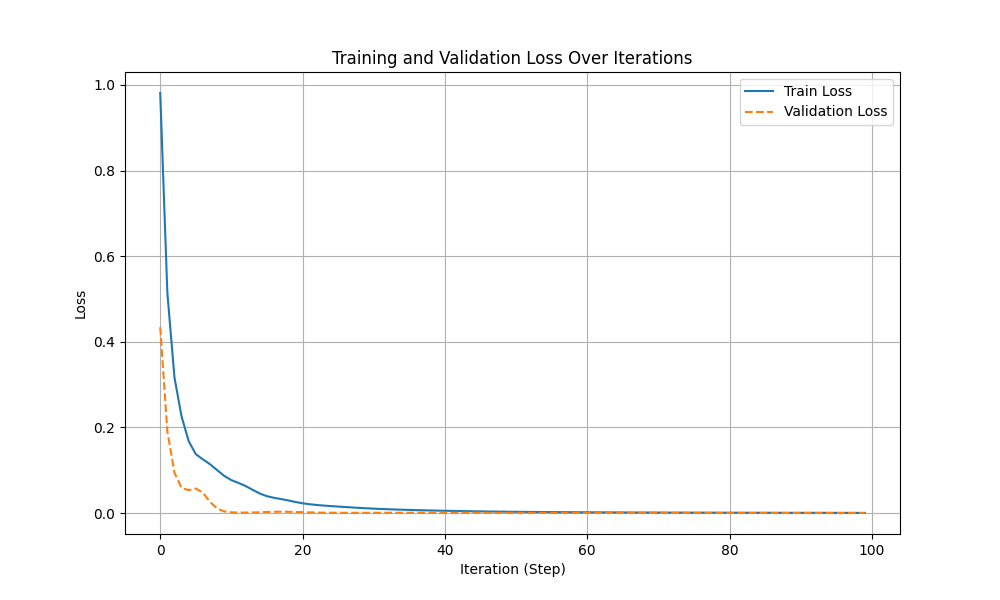 Training and Validation Loss Over Iterations
Train Loss
Validation Loss
1.0
0.8
0.6
0.4
0.2
0.0
Loss
0 20 40 60 80 100
Iteration (Step)